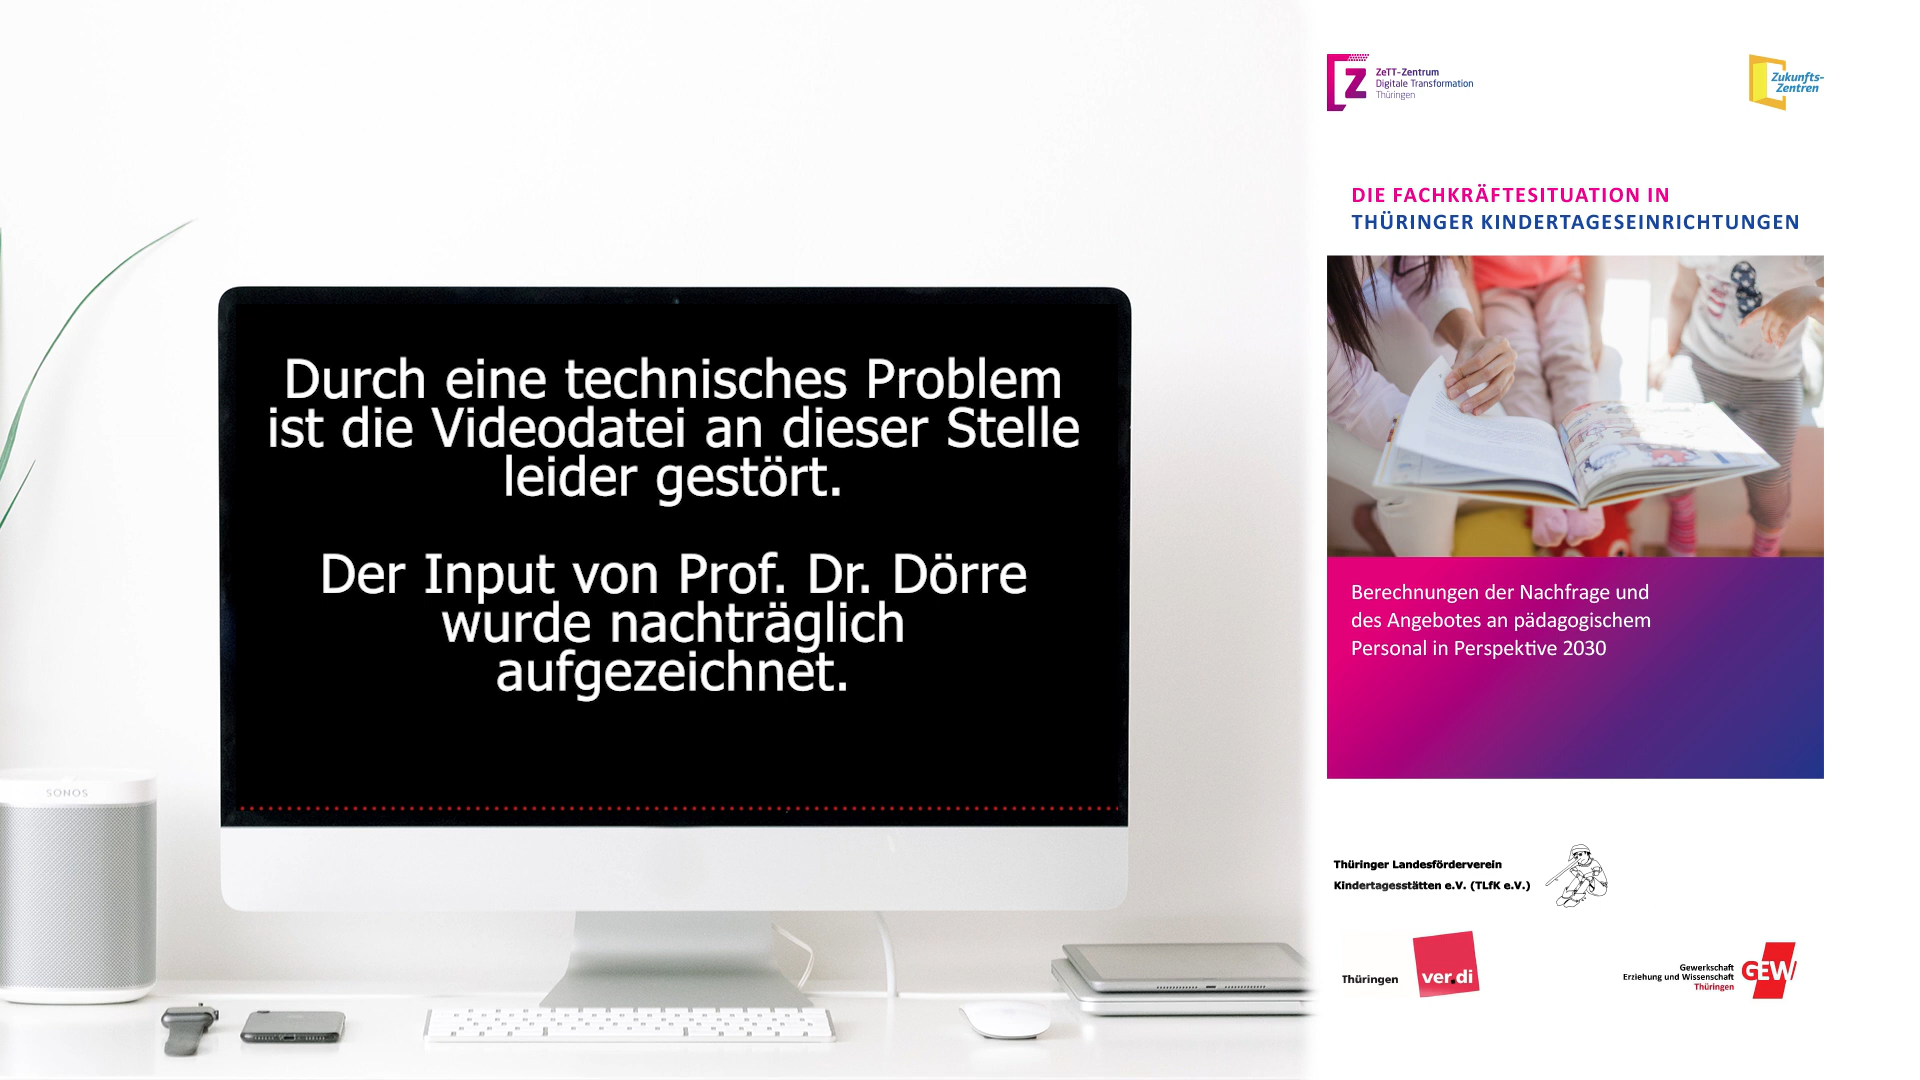 Durch eine technisches Problem
ist die Videodatei an dieser Stelle
leider gestört.
Der Input von Prof. Dr. Dörre
wurde nachträglich
aufgezeichnet.
SONOS
ZeTT-Zentrum
Digitale Transformation
Thüringen
Zukunfts-
Zentren
DIE FACHKRÄFTESITUATION IN
THÜRINGER KINDERTAGESEINRICHTUNGEN
Berechnungen der Nachfrage und
des Angebotes an pädagogischem
Personal in Perspektive 2030
Thüringer Landesförderverein
Kindertagesstätten e.V. (TLfK e.V.)
Thüringen
ver.di
Gewerkschaft
Erziehung und Wissenschaft
Thüringen
GEW